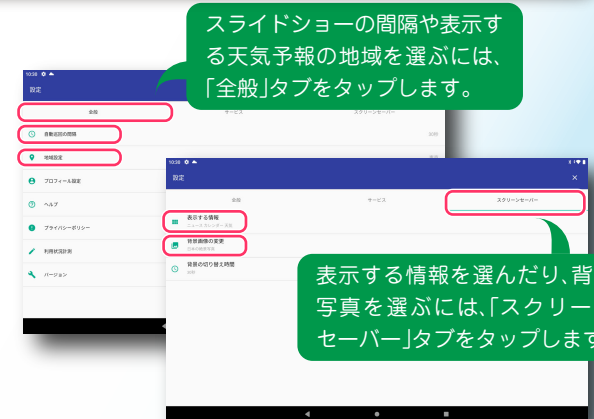 スライドショーの間隔や表示す
る天気予報の地域を選ぶには、
「全般」タブをタップします。
10:38
設定
全般
サービス
スクリーンセーバー
自動巡回の間隔
地域設定
プロフィール設定
ヘルプ
プライバシーポリシー
利用状況計測
バージョン
10:38
設定
全般
サービス
スクリーンセーバー
表示する情報
背景画像の変更
背景の切り替え時間
表示する情報を選んだり、背
写真を選ぶには、「スクリー
セーバー」タブをタップします